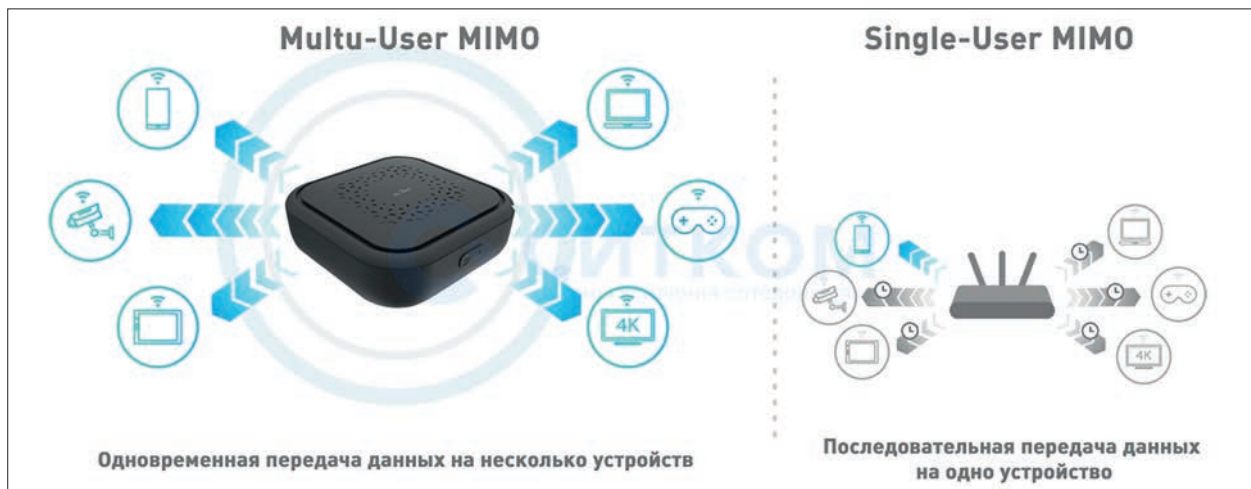 Multu-User MIMO
Single-User MIMO
4K
4K
Одновременная передача данных на несколько устройств
Последовательная передача данных
на одно устройство